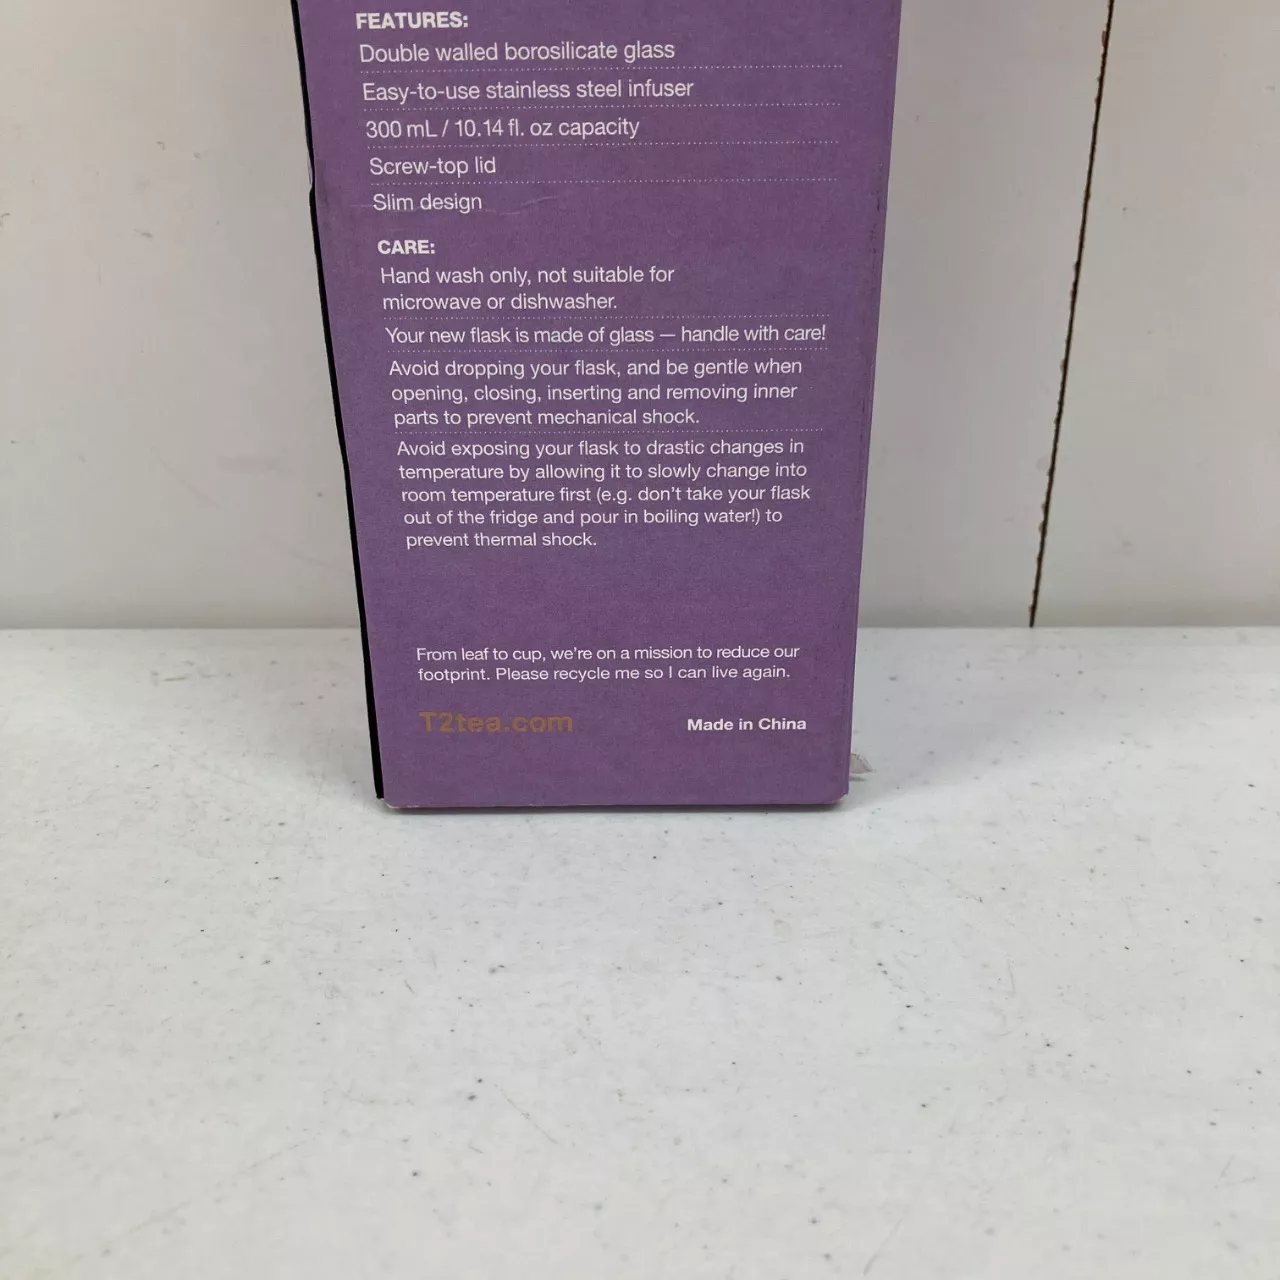 FEATURES:
Double walled borosilicate glass
Easy-to-use stainless steel infuser
300 mL / 10.14 fl. oz capacity
Screw-top lid
Slim design
CARE:
Hand wash only, not suitable for
microwave or dishwasher.
Your new flask is made of glass — handle with care!
Avoid dropping your flask, and be gentle when
opening, closing, inserting and removing inner
parts to prevent mechanical shock.
Avoid exposing your flask to drastic changes in
temperature by allowing it to slowly change into
room temperature first (e.g. don't take your flask
out of the fridge and pour in boiling water!) to
prevent thermal shock.
From leaf to cup, we're on a mission to reduce our
footprint. Please recycle me so I can live again.
T2tea.com Made in China